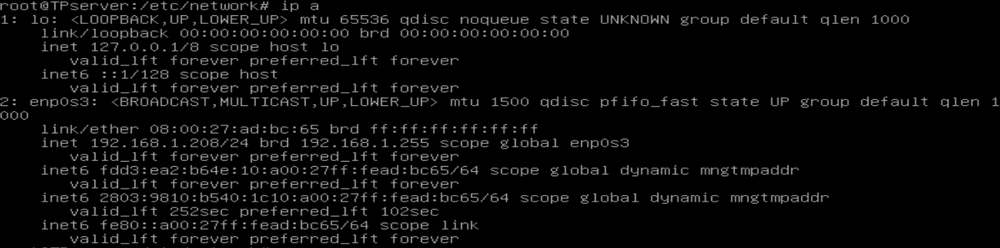 root@TPserver:/etc/network# ip a
1: lo: <LOOPBACK,UP,LOWER_UP> mtu 65536 qdisc noqueue state UNKNOWN group default qlen 1000
link/loopback 00:00:00:00:00:00 brd 00:00:00:00:00:00
inet 127.0.0.1/8 scope host lo
valid_lft forever preferred_lft forever
inet6 ::1/128 scope host
valid_lft forever preferred_lft forever
2: enp0s3: <BROADCAST,MULTICAST,UP,LOWER_UP> mtu 1500 qdisc pfifo_fast state UP group default qlen 1
000
link/ether 08:00:27:ad:bc:65 brd ff:ff:ff:ff:ff:ff
inet 192.168.1.208/24 brd 192.168.1.255 scope global enp0s3
valid_lft forever preferred_lft forever
inet6 fdd3:ea2:b64e:10:a00:27ff:fead:bc65/64 scope global dynamic mngtmpaddr
valid_lft forever preferred_lft forever
inet6 2803:9810:b540:1c10:a00:27ff:fead:bc65/64 scope global dynamic mngtmpaddr
valid_lft 252sec preferred_lft 102sec
inet6 fe80::a00:27ff:fead:bc65/64 scope link
valid_lft forever preferred_lft forever